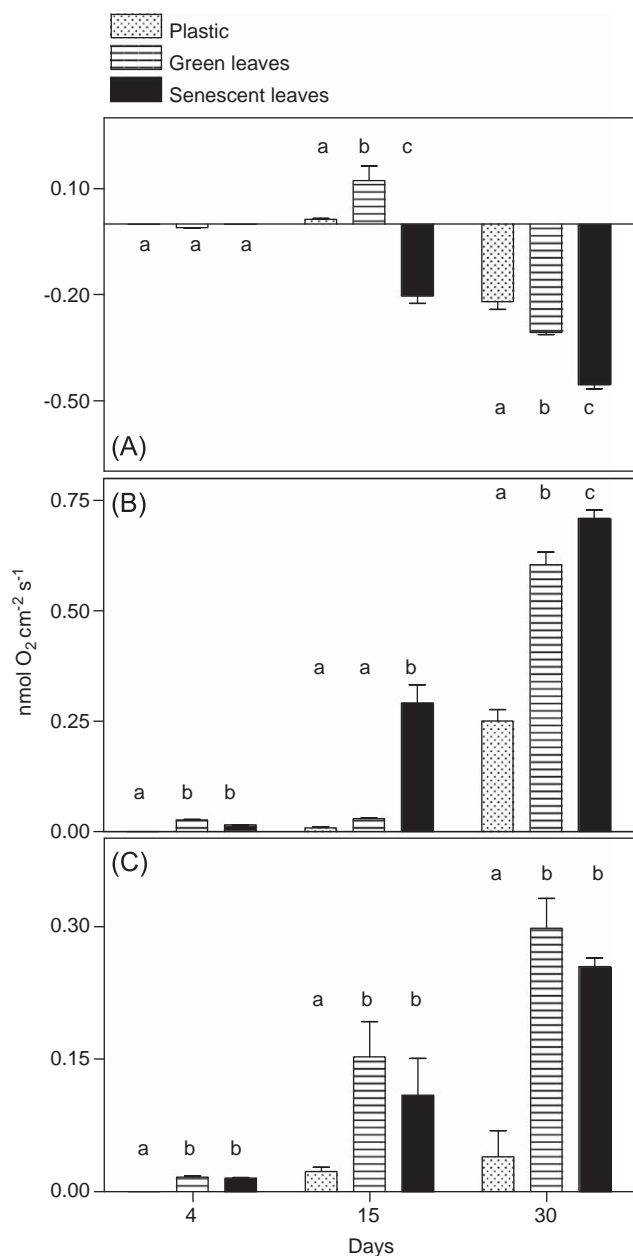 Plastic
Green leaves
Senescent leaves
a b c
0.10
a a a
-0.20
-0.50
a b c
(A)
(B)
a b c
0.75
0.50
a a b
0.25
a b b
0.00
(C)
a b b
0.30
a b b
0.15
a b b
0.00
4 15 30
Days
nmol O₂ cm⁻² s⁻¹